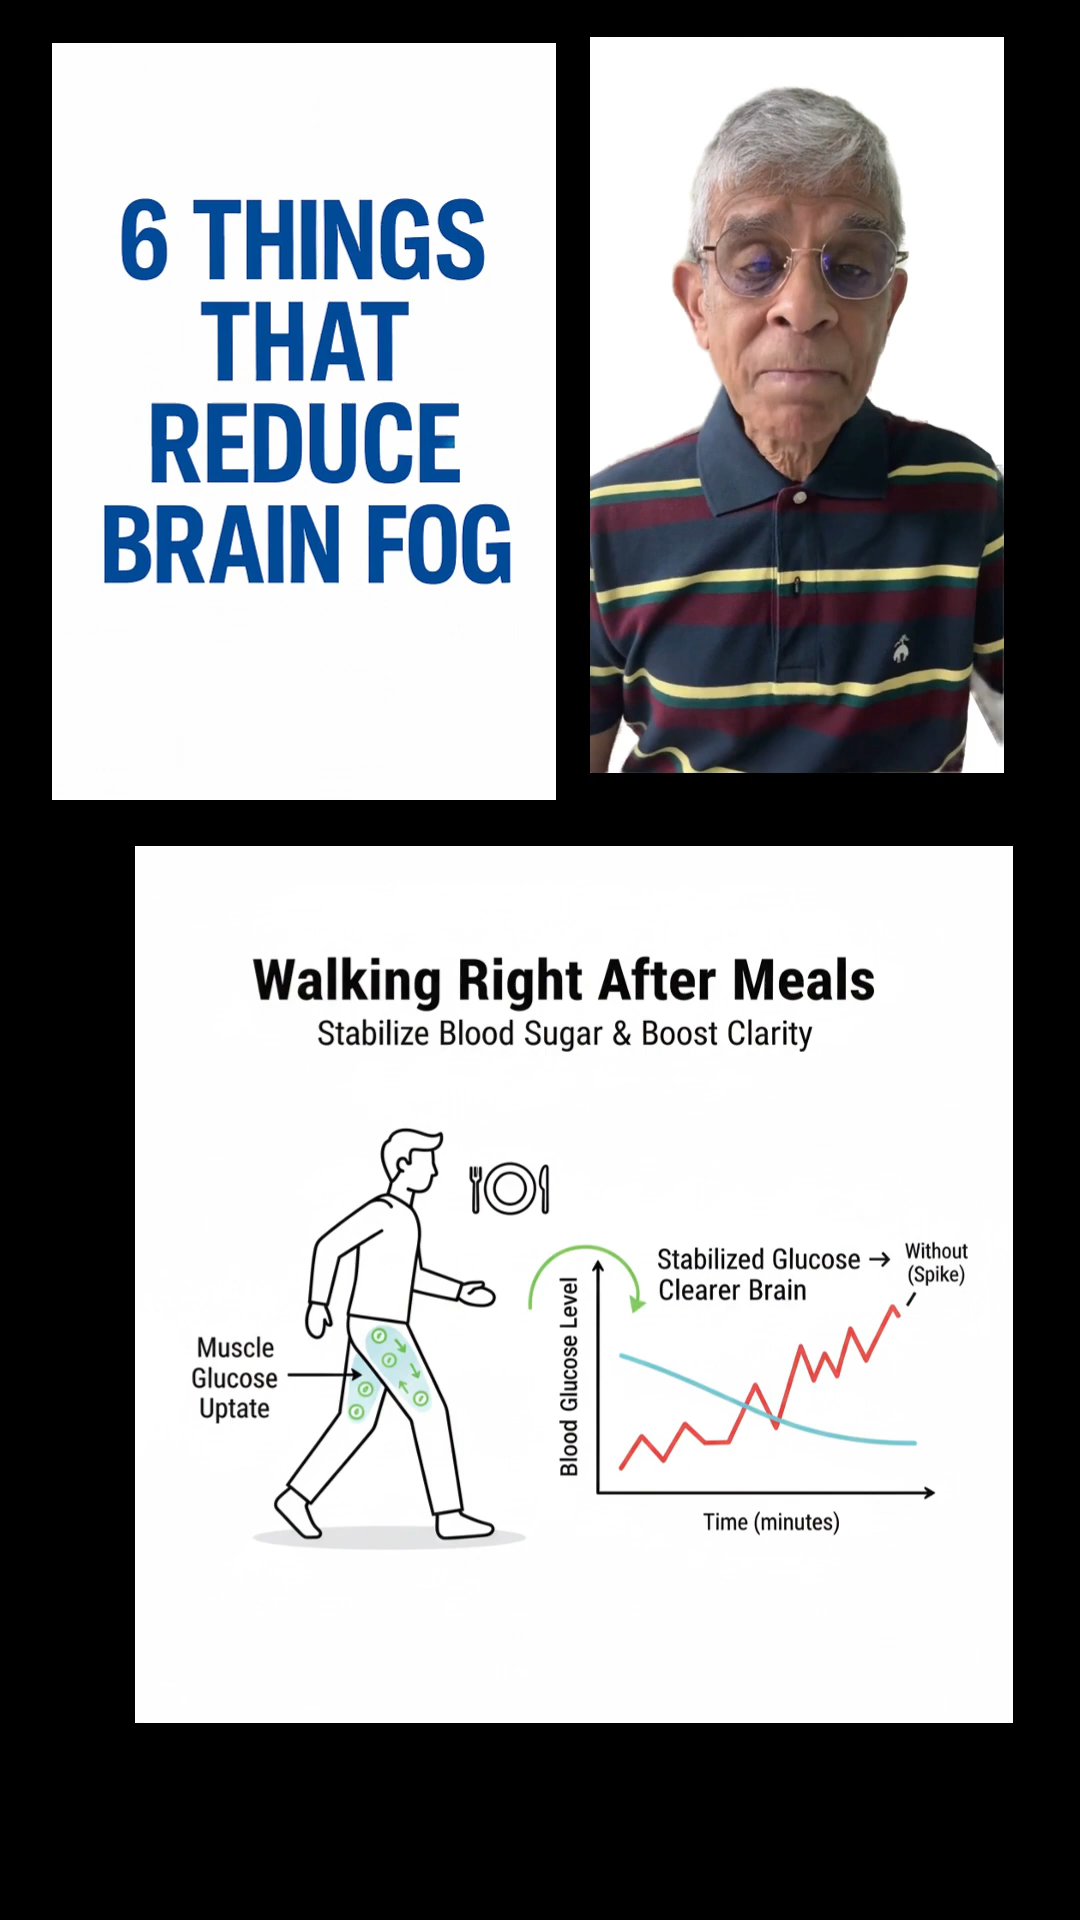 6 THINGS
THAT
REDUCE
BRAIN FOG
Walking Right After Meals
Stabilize Blood Sugar & Boost Clarity
Muscle
Glucose
Uptate
Blood Glucose Level
Stabilized Glucose →
Clearer Brain
Without
(Spike)
Time (minutes)